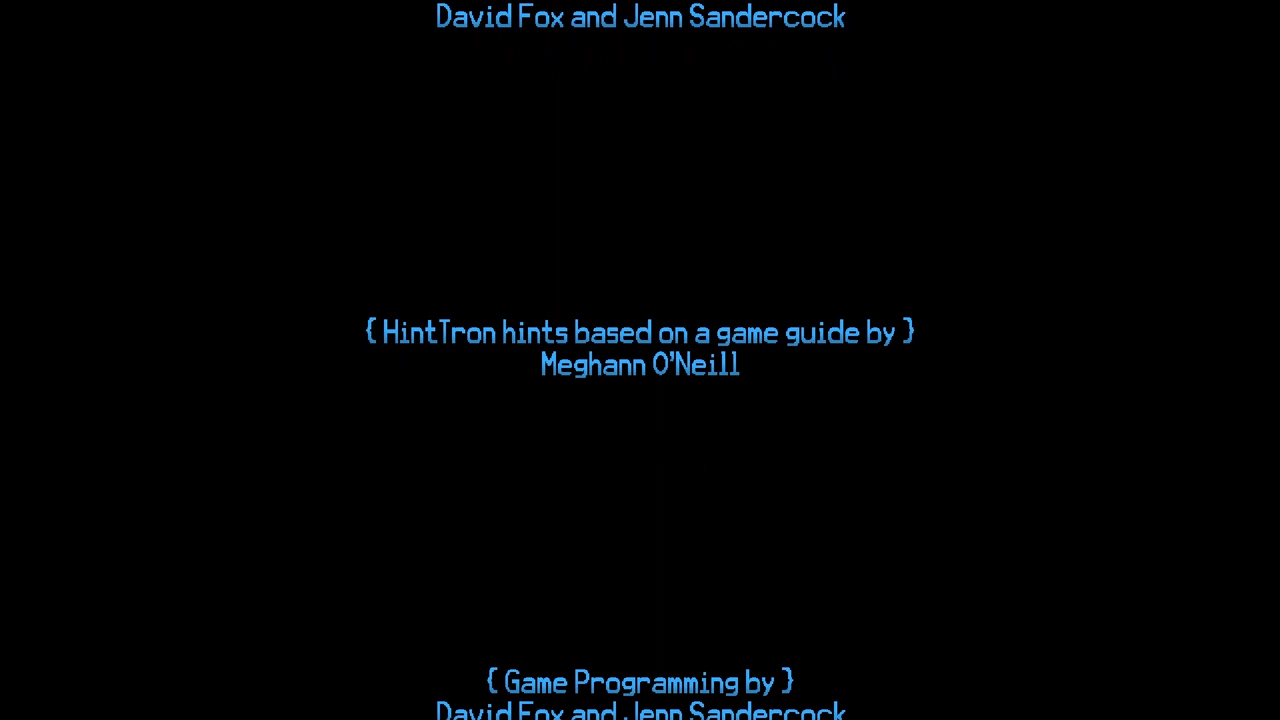 David Fox and Jenn Sandercock
{ HintTron hints based on a game guide by }
Meghann O'Neill
{ Game Programming by }
David Fox and Jenn Sandercock